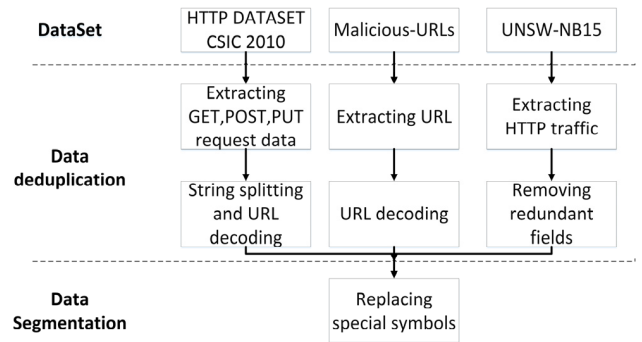 DataSet
HTTP DATASET
CSIC 2010
Malicious-URLs
UNSW-NB15
Data
deduplication
Extracting
GET,POST,PUT
request data
Extracting URL
Extracting
HTTP traffic
String splitting
and URL
decoding
URL decoding
Removing
redundant
fields
Data
Segmentation
Replacing
special symbols